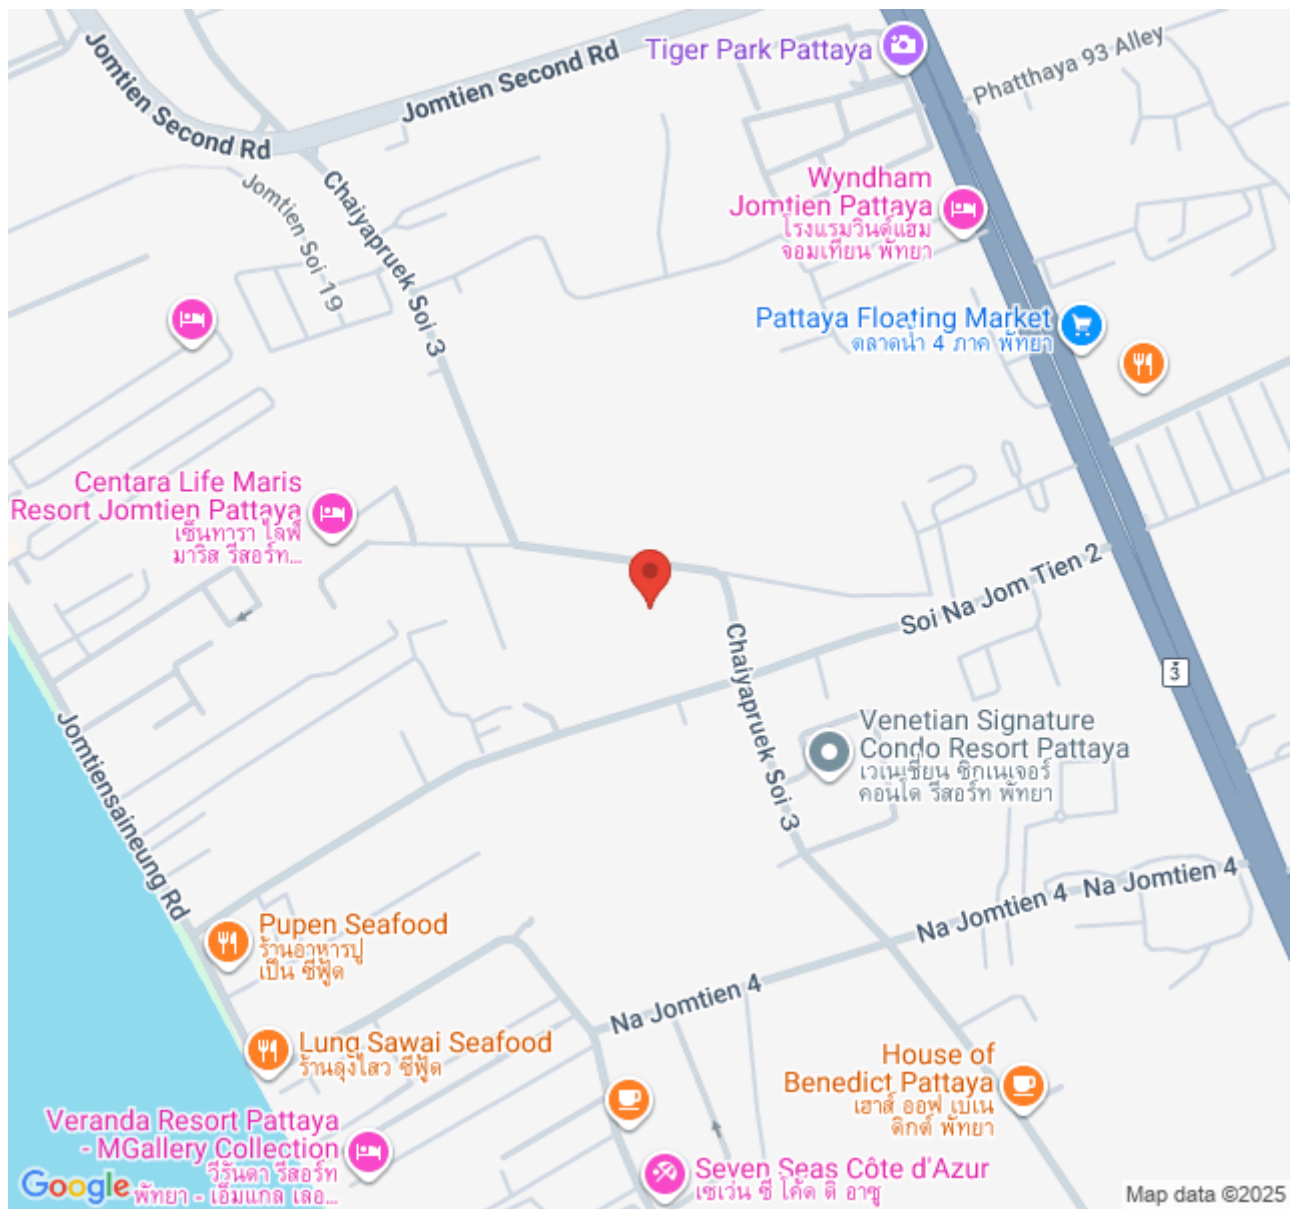 Tiger Park Pattaya
Phatthaya 93 Alley
Jomtien Second Rd
Jomtien Second Rd
Jomtien Soi 19
Chaiyapruek Soi 3
Wyndham
Jomtien Pattaya
โรงแรมวินด์แฮม
จอมเทียน พัทยา
Pattaya Floating Market
ตลาดน้ำ 4 ภาค พัทยา
Centara Life Maris
Resort Jomtien Pattaya
เซ็นทารา ไลฟ์
มาริส รีสอร์ท...
Soi Na Jom Tien 2
3
Chaiyapruek Soi 3
Venetian Signature
Condo Resort Pattaya
เวเนเชี่ยน ซิกเนเจอร์
คอนโด รีสอร์ท พัทยา
Jomtiensaineung Rd
Na Jomtien 4
Na Jomtien 4
Pupen Seafood
ร้านอาหารปู
เป็น ซีฟู้ด
Na Jomtien 4
Lung Sawai Seafood
ร้านลุงไสว ซีฟู้ด
House of
Benedict Pattaya
เฮาส์ ออฟ เบเน
ดิกต์ พัทยา
Veranda Resort Pattaya
- MGallery Collection
วีรันดา รีสอร์ท
พัทยา - เอ็มแกล เลอ...
Seven Seas Côte d'Azur
เซเว่น ซี โค้ด ดิ อาซู
Google
Map data ©2025